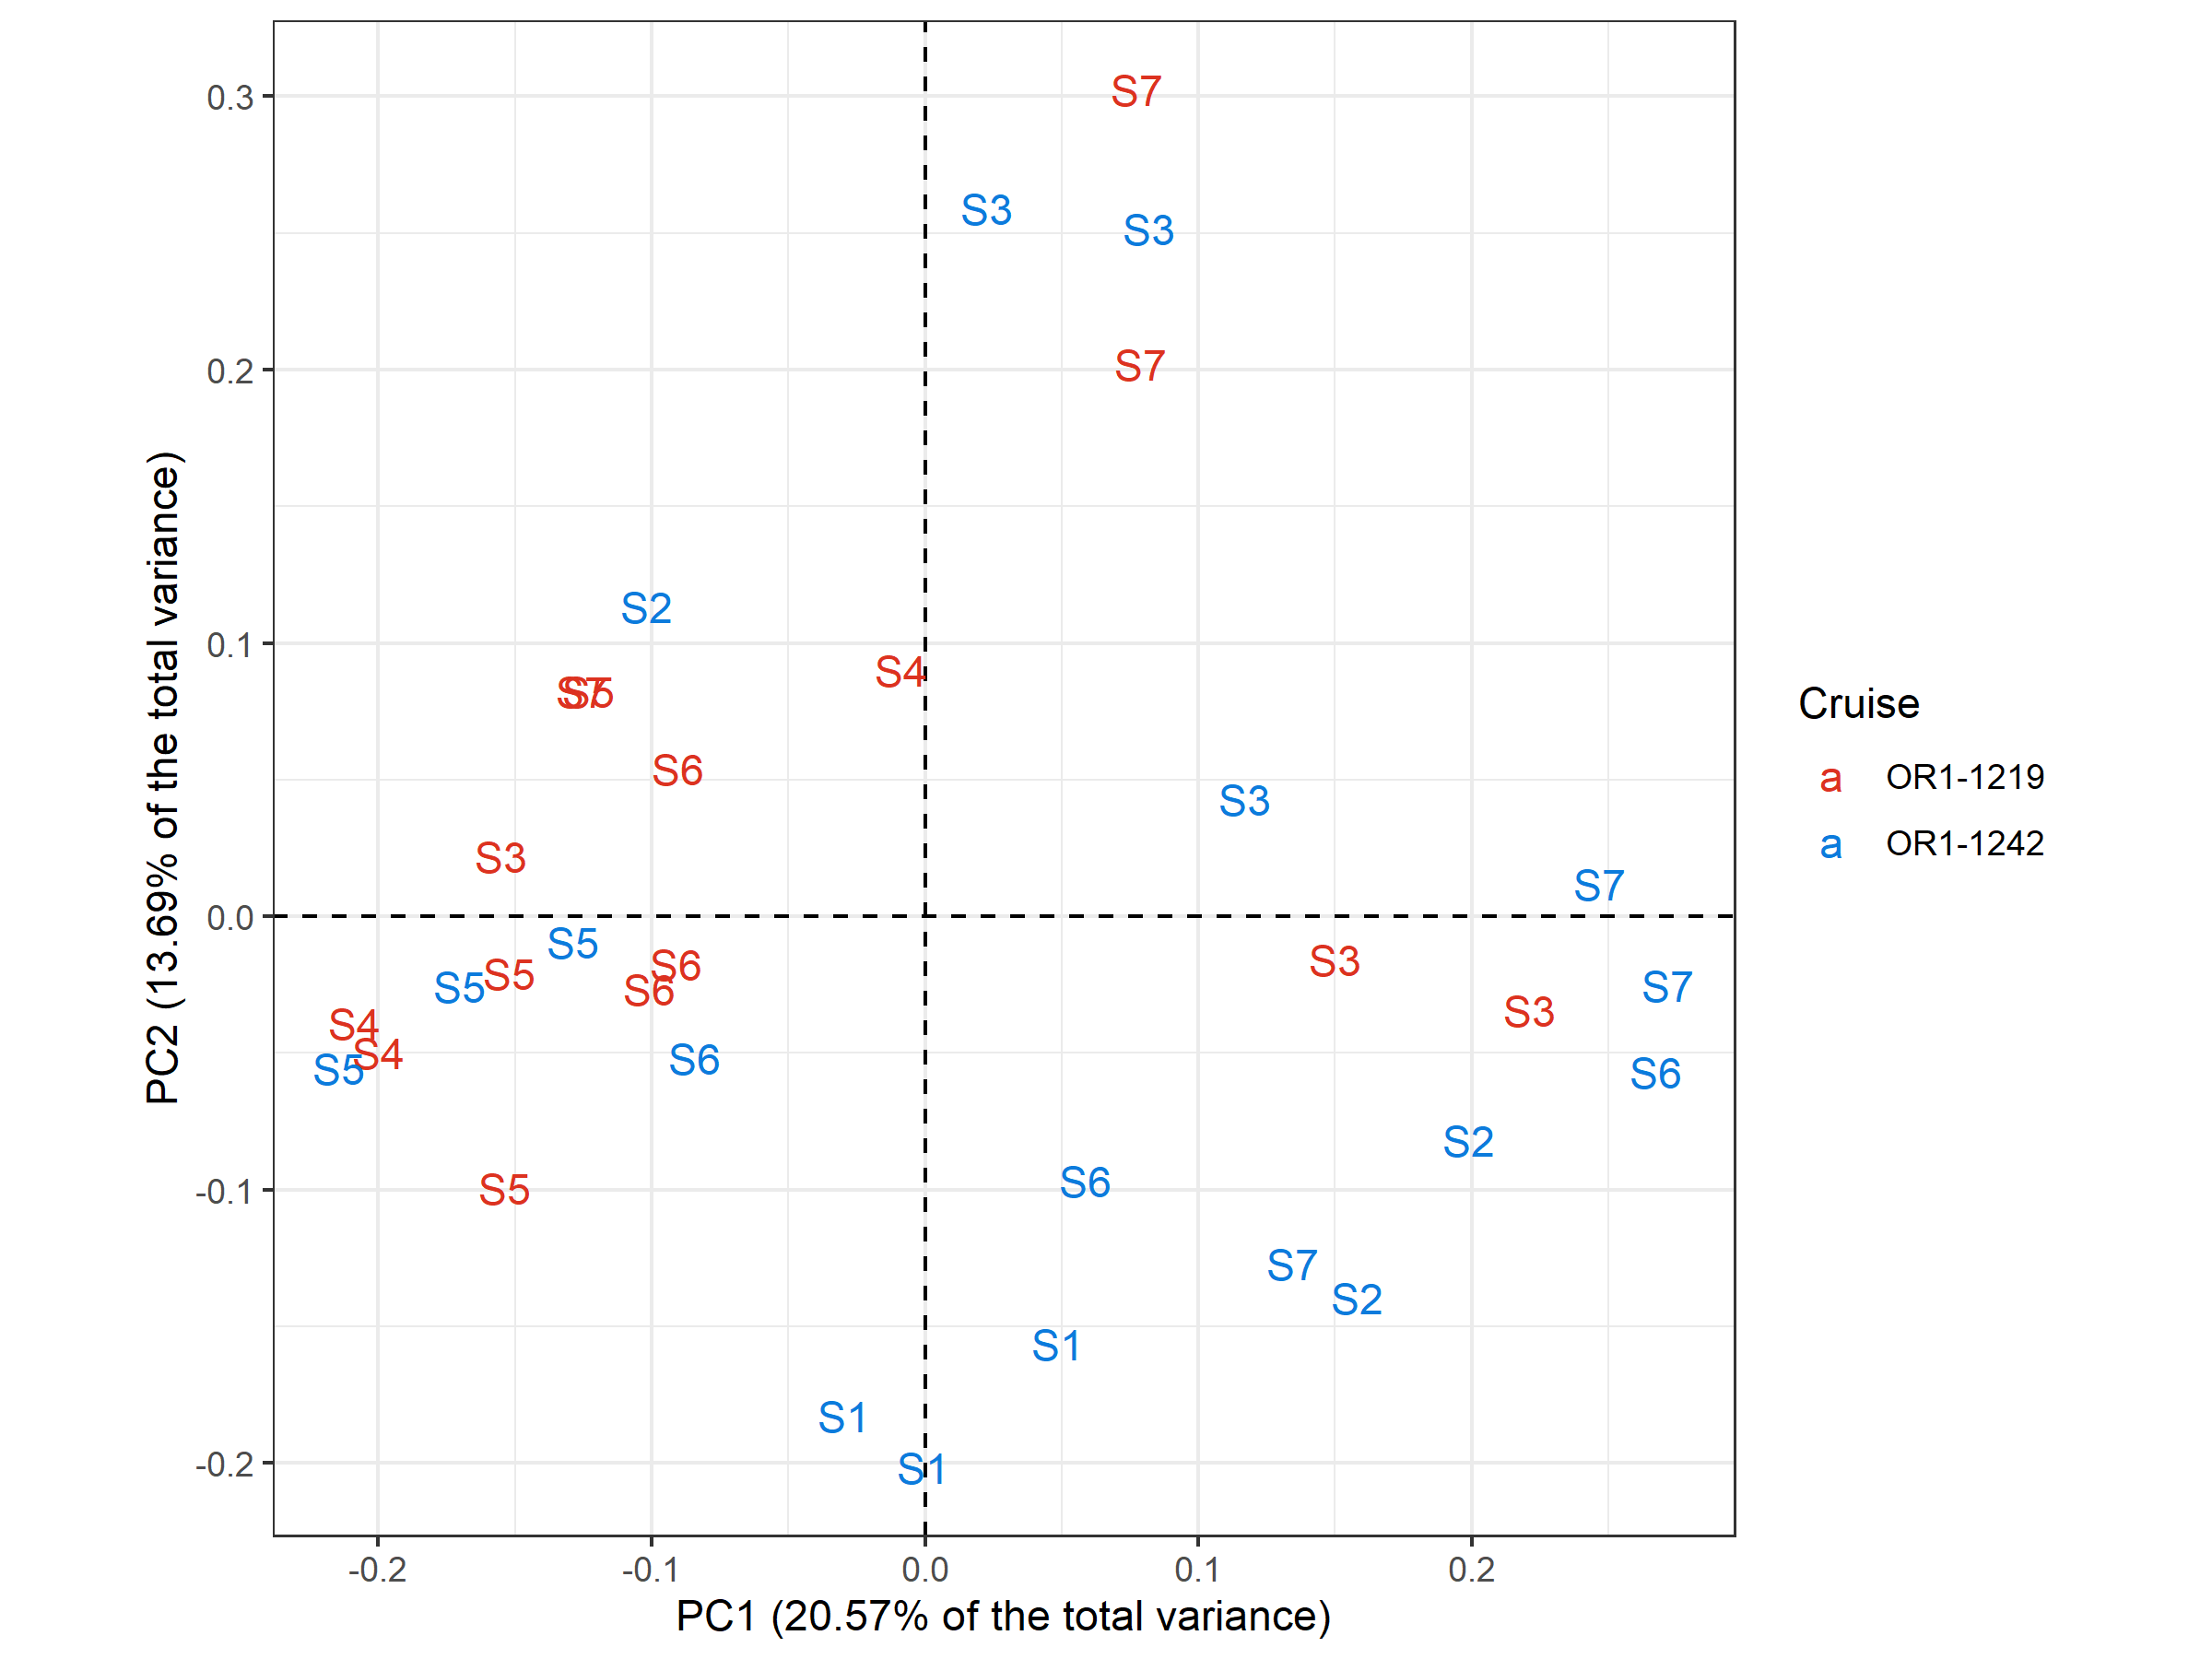 S7
0.3
S3
S3
S7
0.2
S2
0.1
S4
S7
S5
S6
S3
S3
S7
0.0
S5
S6
S3
S5
S5
S7
S6
S3
S4
S4
S5
S6
S6
S2
S6
S5
-0.1
S7
S2
S1
S1
S1
-0.2
-0.2
-0.1
0.0
0.1
0.2
PC1 (20.57% of the total variance)
PC2 (13.69% of the total variance)
Cruise
a OR1-1219
a OR1-1242